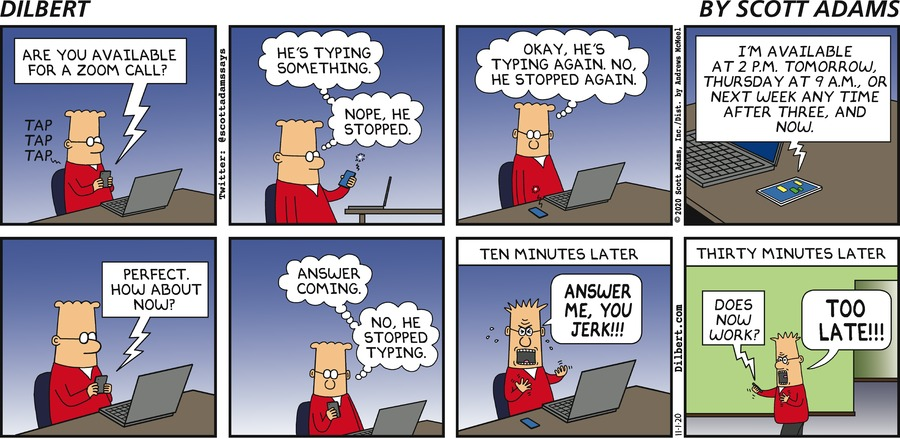 DILBERT
BY SCOTT ADAMS
ARE YOU AVAILABLE
FOR A ZOOM CALL?
TAP
TAP
TAP
Twitter: @scottadamssays
HE'S TYPING
SOMETHING.
NOPE, HE
STOPPED.
OKAY, HE'S
TYPING AGAIN. NO,
HE STOPPED AGAIN.
© 2020 Scott Adams, Inc./Dist. by Andrews McMeel
I'M AVAILABLE
AT 2 P.M. TOMORROW,
THURSDAY AT 9 A.M., OR
NEXT WEEK ANY TIME
AFTER THREE, AND
NOW.
PERFECT.
HOW ABOUT
NOW?
ANSWER
COMING.
NO, HE
STOPPED
TYPING.
TEN MINUTES LATER
ANSWER
ME, YOU
JERK!!!
11-1-20
Dilbert.com
THIRTY MINUTES LATER
DOES
NOW
WORK?
TOO
LATE!!!